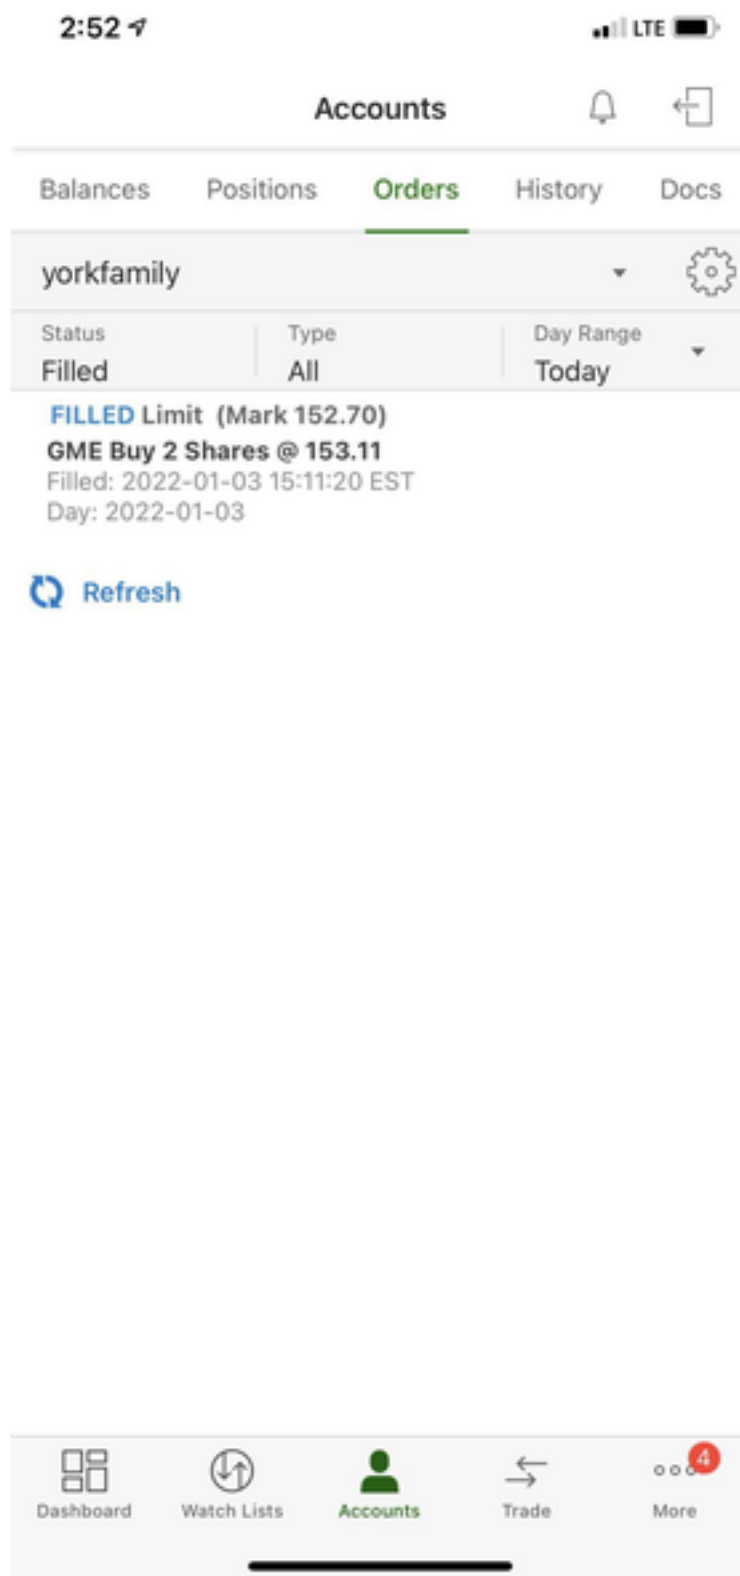 2:52 LTE
Accounts
Balances Positions Orders History Docs
yorkfamily
Status Type Day Range
Filled All Today
FILLED Limit (Mark 152.70)
GME Buy 2 Shares @ 153.11
Filled: 2022-01-03 15:11:20 EST
Day: 2022-01-03
Refresh
4
Dashboard Watch Lists Accounts Trade More